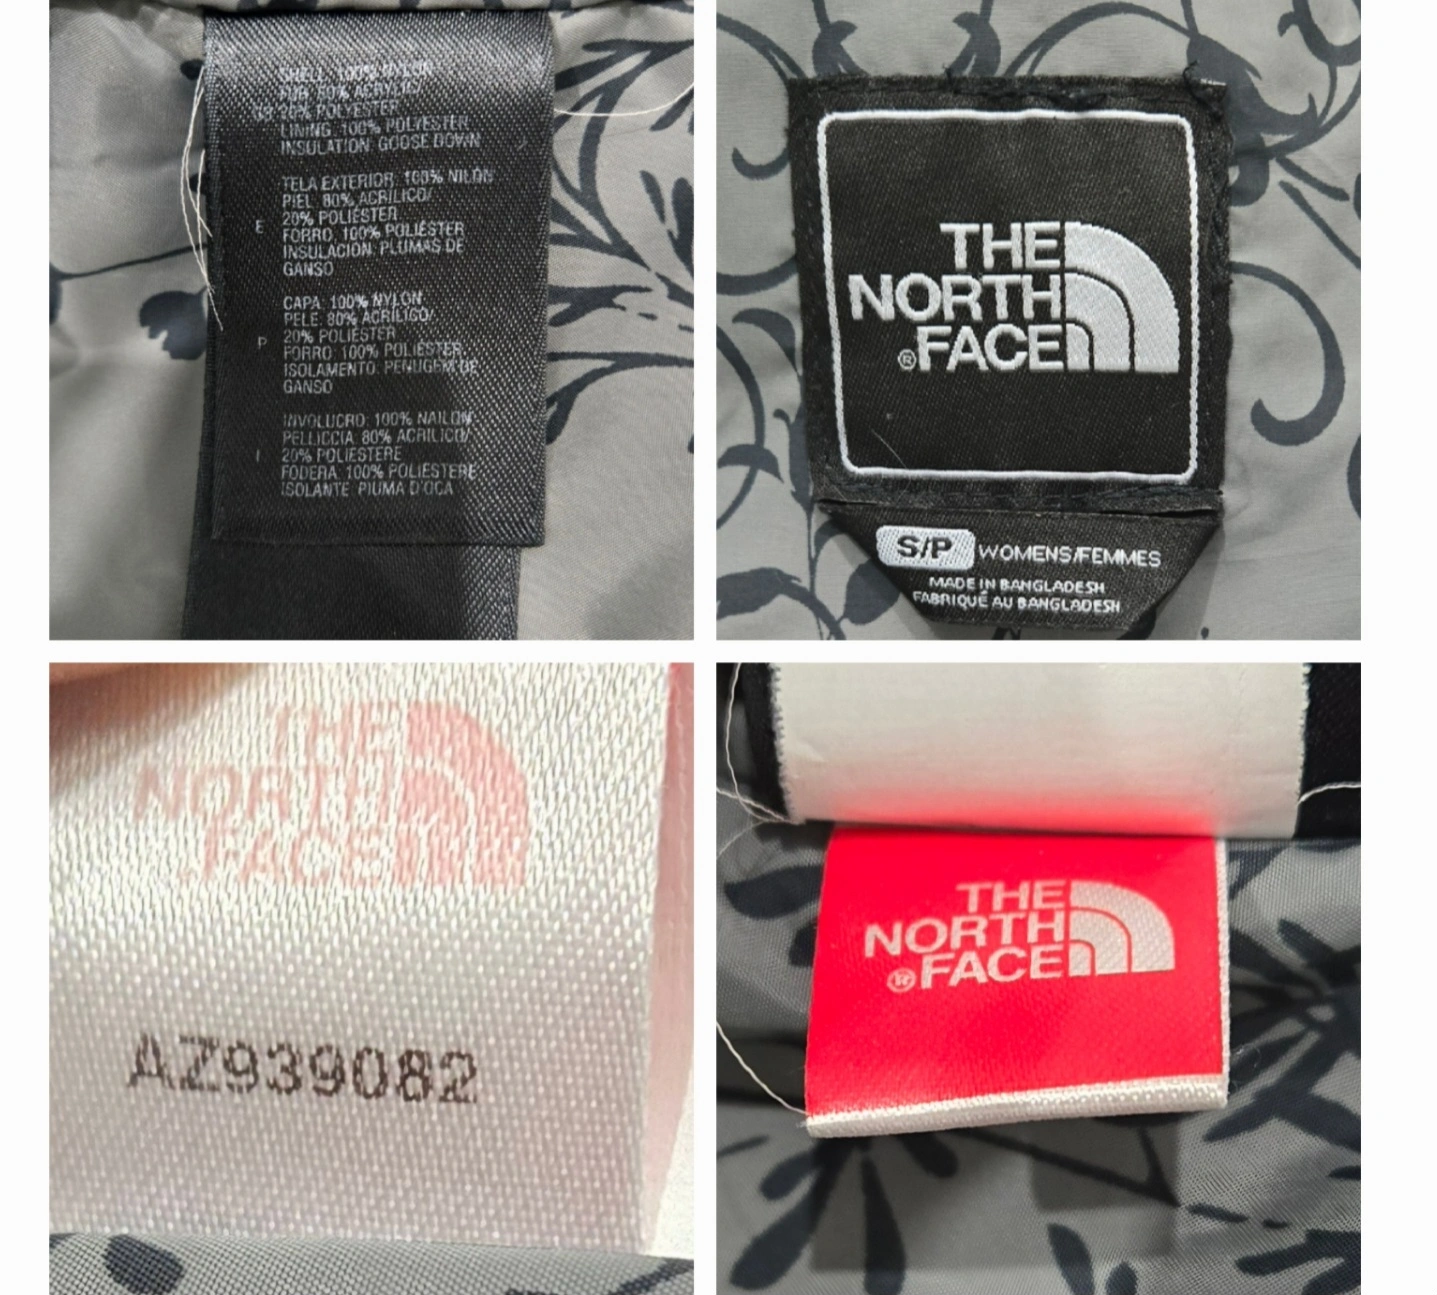 SHELL: 100% NYLON
FUR: 80% ACRYLIC/
GB 20% POLYESTER
LINING: 100% POLYESTER
INSULATION: GOOSE DOWN
TELA EXTERIOR: 100% NILÓN
PIEL: 80% ACRILICO/
E 20% POLIÉSTER
FORRO: 100% POLIÉSTER
INSULACIÓN: PLUMAS DE
GANSO
CAPA: 100% NYLON
PELE: 80% ACRÍLICO/
P 20% POLIÉSTER
FORRO: 100% POLIÉSTER
ISOLAMENTO: PENUGEM DE
GANSO
INVOLUCRO: 100% NAILON
PELLICCIA: 80% ACRILICO/
I 20% POLIESTERE
FODERA: 100% POLIESTERE
ISOLANTE: PIUMA D'OCA
THE
NORTH
®FACE
S/P WOMENS/FEMMES
MADE IN BANGLADESH
FABRIQUÉ AU BANGLADESH
THE
NORTH
FACE
AZ939082
THE
NORTH
®FACE